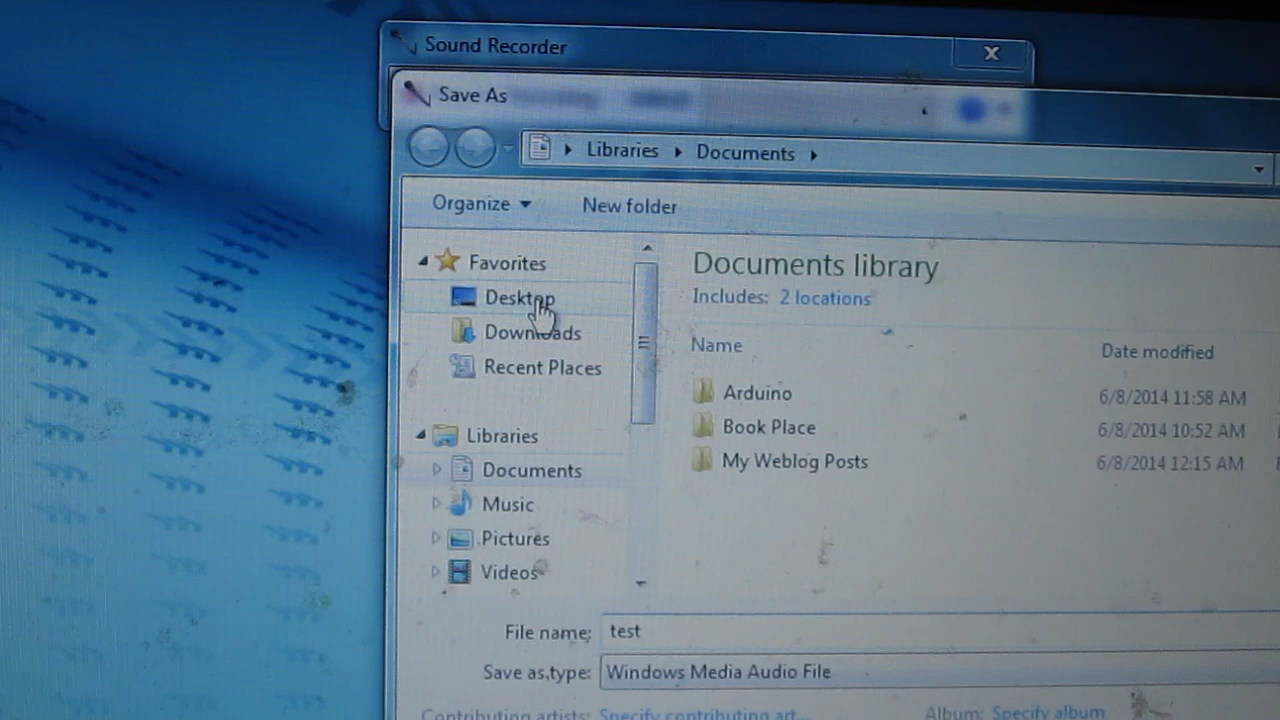 Sound Recorder
Save As
Libraries Documents
Organize New folder
Favorites
Desktop
Downloads
Recent Places
Libraries
Documents
Music
Pictures
Videos
Documents library
Includes: 2 locations
Name Date modified
Arduino 6/8/2014 11:58 AM
Book Place 6/8/2014 10:52 AM
My Weblog Posts 6/8/2014 12:15 AM
File name: test
Save as type: Windows Media Audio File
Contributing artists: Specify contributing art... Album: Specify album